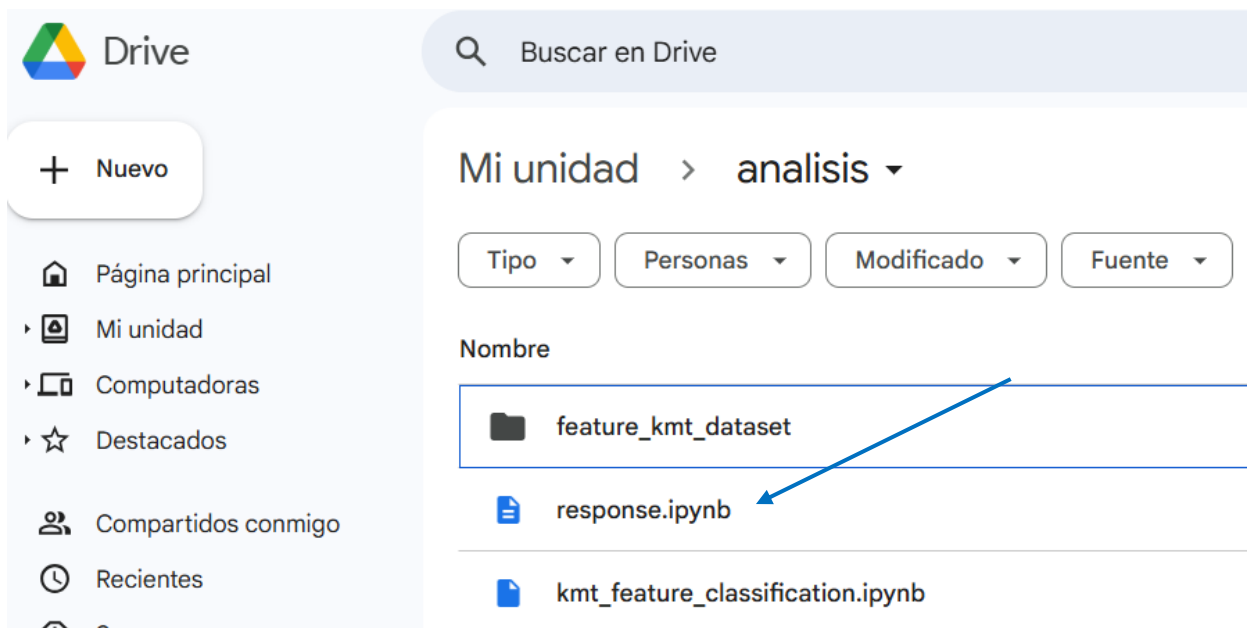 Drive
Buscar en Drive
Nuevo
Mi unidad > analisis
Tipo
Personas
Modificado
Fuente
Página principal
Mi unidad
Computadoras
Destacados
Compartidos conmigo
Recientes
Nombre
feature_kmt_dataset
response.ipynb
kmt_feature_classification.ipynb